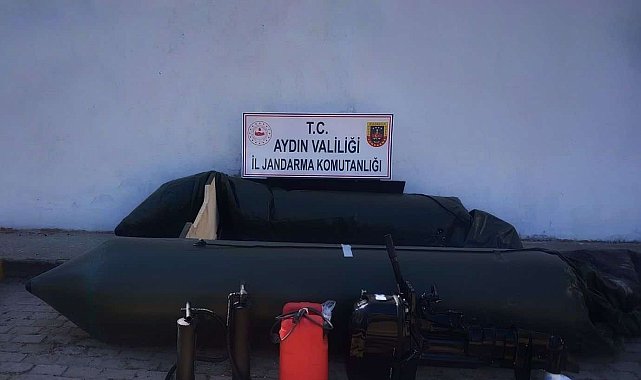 T.C.
AYDIN VALİLİĞİ
İL JANDARMA KOMUTANLIĞI